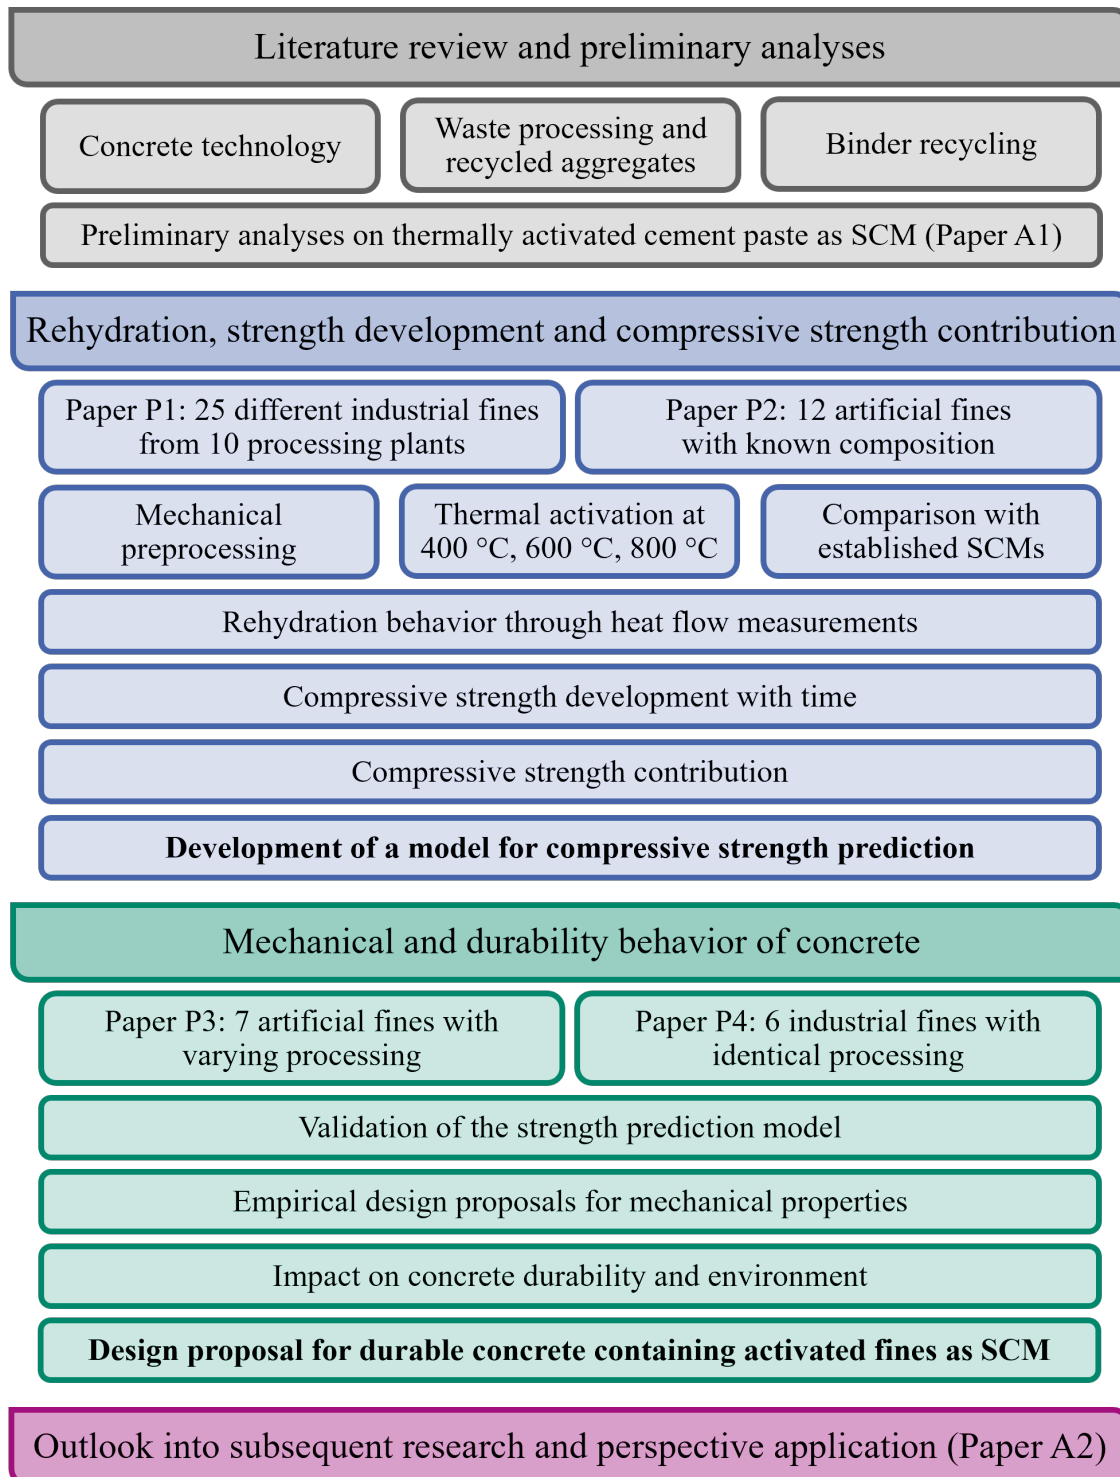 Literature review and preliminary analyses
Concrete technology
Waste processing and
recycled aggregates
Binder recycling
Preliminary analyses on thermally activated cement paste as SCM (Paper A1)
Rehydration, strength development and compressive strength contribution
Paper P1: 25 different industrial fines
from 10 processing plants
Paper P2: 12 artificial fines
with known composition
Mechanical
preprocessing
Thermal activation at
400 °C, 600 °C, 800 °C
Comparison with
established SCMs
Rehydration behavior through heat flow measurements
Compressive strength development with time
Compressive strength contribution
Development of a model for compressive strength prediction
Mechanical and durability behavior of concrete
Paper P3: 7 artificial fines with
varying processing
Paper P4: 6 industrial fines with
identical processing
Validation of the strength prediction model
Empirical design proposals for mechanical properties
Impact on concrete durability and environment
Design proposal for durable concrete containing activated fines as SCM
Outlook into subsequent research and perspective application (Paper A2)